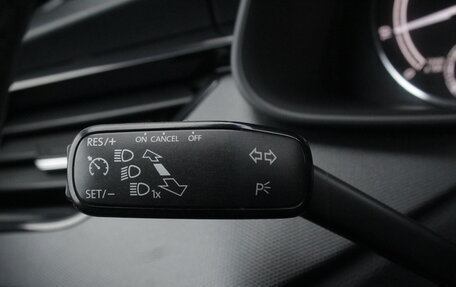 RES/+ ON CANCEL OFF
SET/- 1x
P